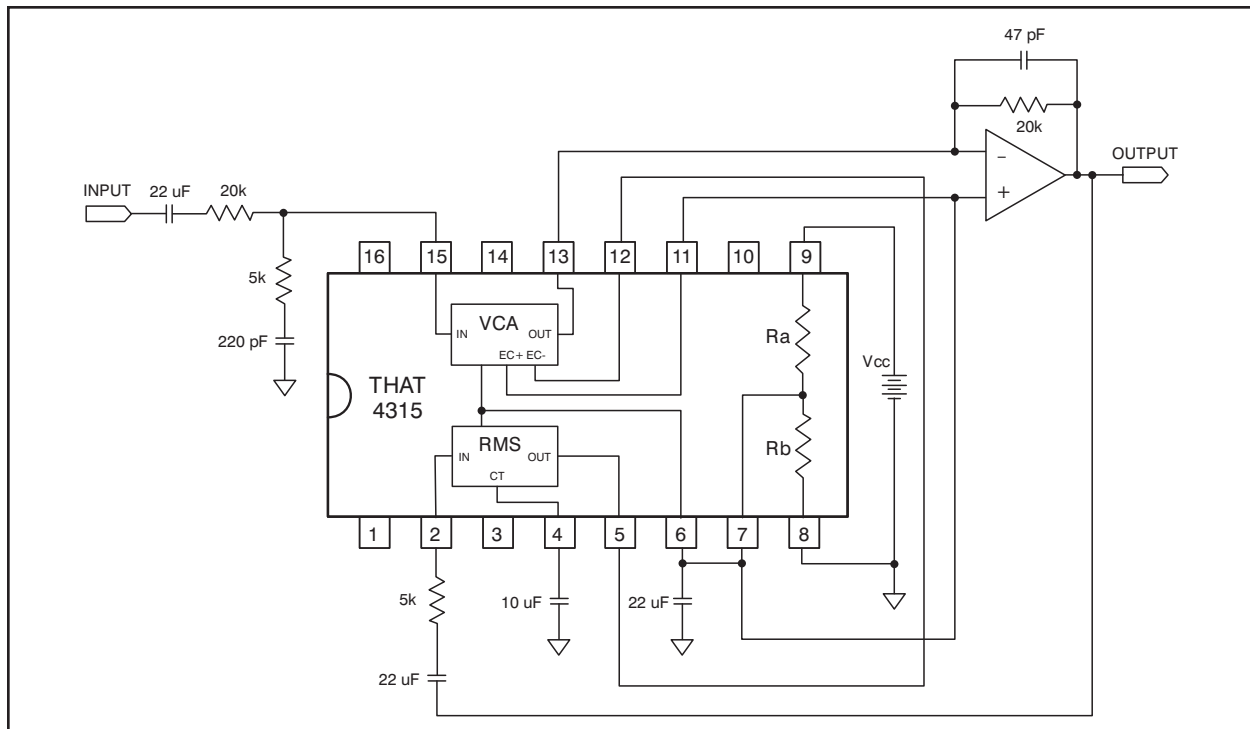 47 pF
20k
OUTPUT
−
+
INPUT
22 uF
20k
5k
220 pF
16
15
14
13
12
11
10
9
IN
VCA
OUT
EC+ EC-
THAT
4315
Ra
Vcc
RMS
IN
OUT
CT
Rb
1
2
3
4
5
6
7
8
5k
10 uF
22 uF
22 uF